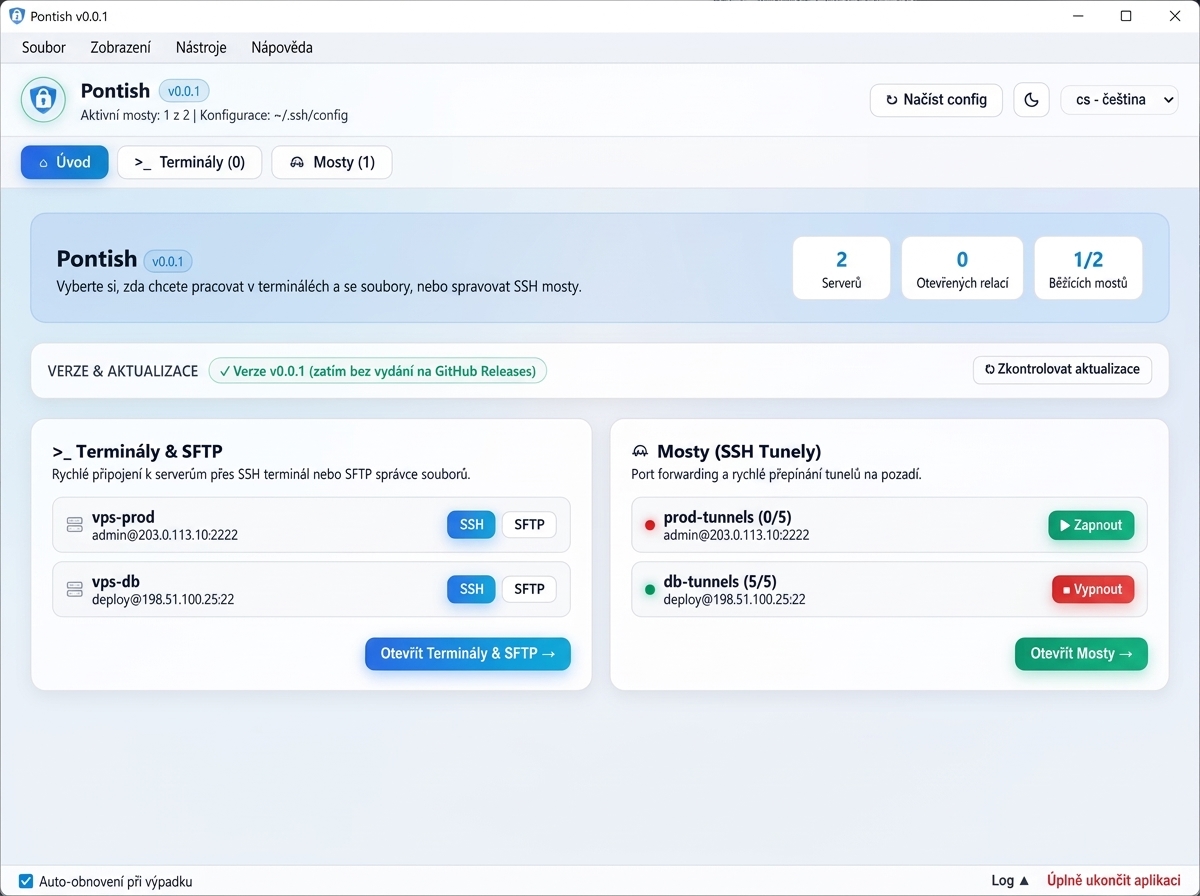 Pontish v0.0.1
Soubor Zobrazení Nástroje Nápověda
Pontish v0.0.1
Aktivní mosty: 1 z 2 | Konfigurace: ~/.ssh/config
↻ Načíst config
cs - čeština
Úvod
>_ Terminály (0)
Mosty (1)
Pontish v0.0.1
Vyberte si, zda chcete pracovat v terminálech a se soubory, nebo spravovat SSH mosty.
2
Serverů
0
Otevřených relací
1/2
Běžících mostů
VERZE & AKTUALIZACE
✓ Verze v0.0.1 (zatím bez vydání na GitHub Releases)
↻ Zkontrolovat aktualizace
>_ Terminály & SFTP
Rychlé připojení k serverům přes SSH terminál nebo SFTP správce souborů.
vps-prod
admin@203.0.113.10:2222
SSH SFTP
vps-db
deploy@198.51.100.25:22
SSH SFTP
Otevřít Terminály & SFTP →
Mosty (SSH Tunely)
Port forwarding a rychlé přepínání tunelů na pozadí.
prod-tunnels (0/5)
admin@203.0.113.10:2222
▶ Zapnout
db-tunnels (5/5)
deploy@198.51.100.25:22
■ Vypnout
Otevřít Mosty →
Auto-obnovení při výpadku
Log ▲
Úplně ukončit aplikaci